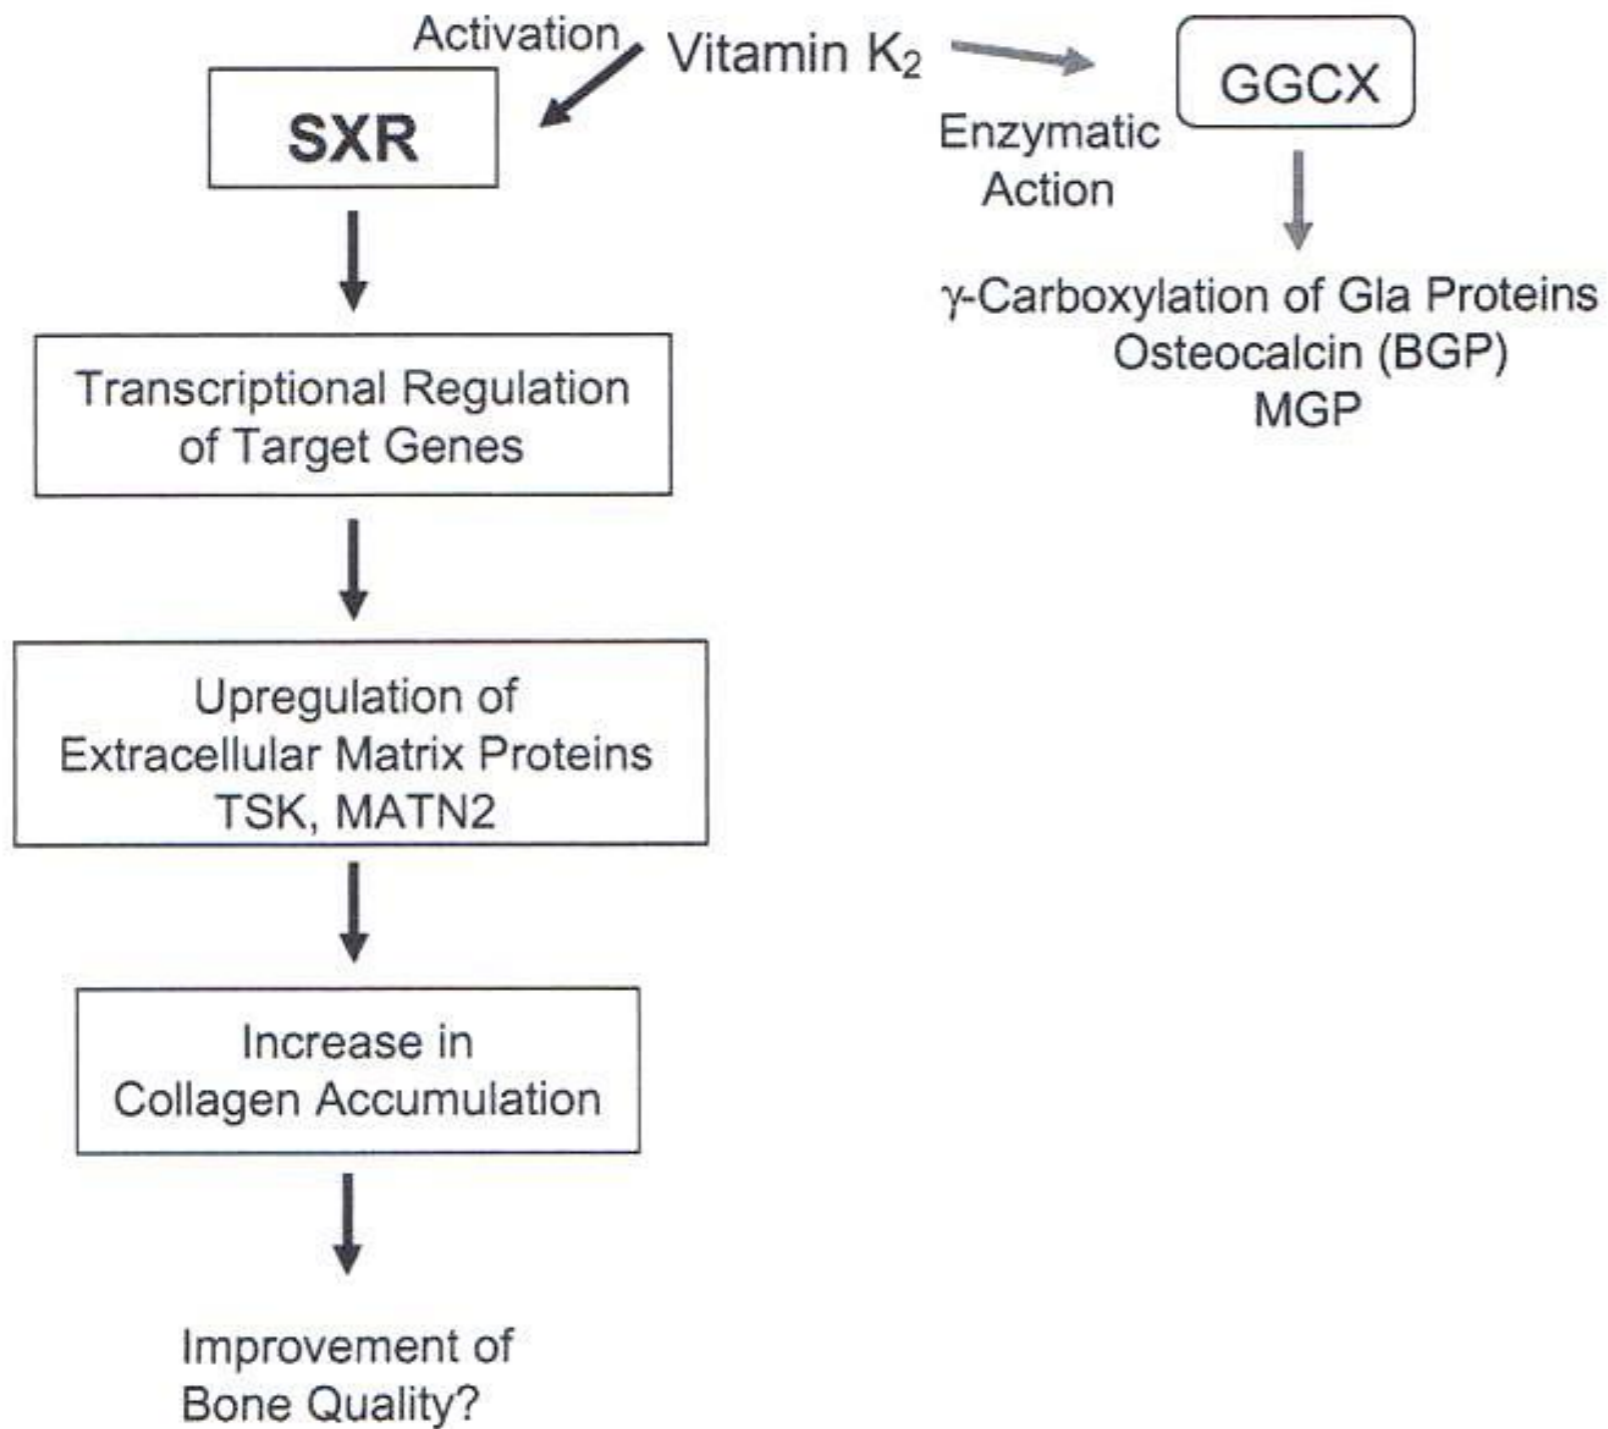 Activation
Vitamin K₂
GGCX
SXR
Enzymatic
Action
γ-Carboxylation of Gla Proteins
Osteocalcin (BGP)
MGP
Transcriptional Regulation
of Target Genes
Upregulation of
Extracellular Matrix Proteins
TSK, MATN2
Increase in
Collagen Accumulation
Improvement of
Bone Quality?